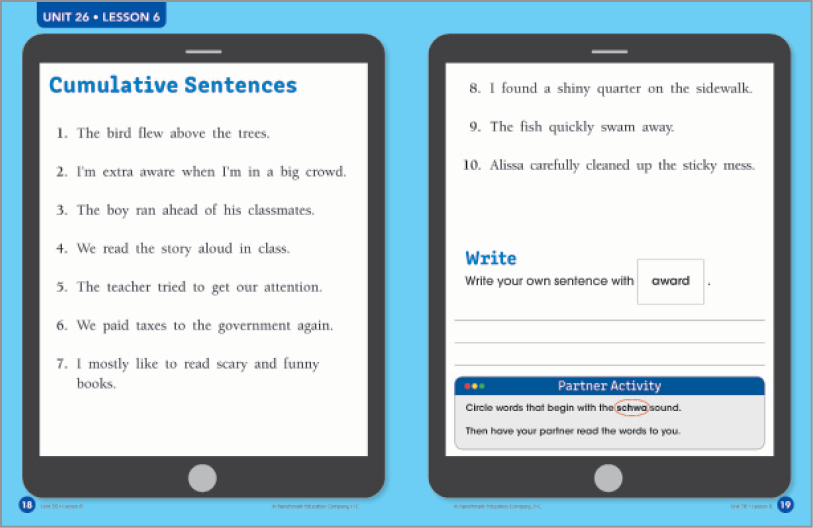 UNIT 26 • LESSON 6
Cumulative Sentences
1. The bird flew above the trees.
2. I'm extra aware when I'm in a big crowd.
3. The boy ran ahead of his classmates.
4. We read the story aloud in class.
5. The teacher tried to get our attention.
6. We paid taxes to the government again.
7. I mostly like to read scary and funny
books.
18 Unit 26 • Lesson 6
© Benchmark Education Company, LLC
8. I found a shiny quarter on the sidewalk.
9. The fish quickly swam away.
10. Alissa carefully cleaned up the sticky mess.
Write
Write your own sentence with award .
Partner Activity
Circle words that begin with the schwa sound.
Then have your partner read the words to you.
© Benchmark Education Company, LLC
Unit 26 • Lesson 6 19